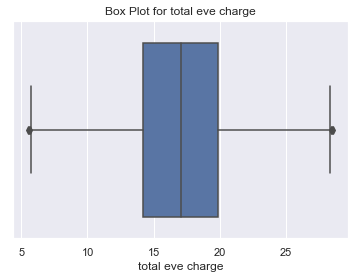 Box Plot for total eve charge
5 10 15 20 25
total eve charge